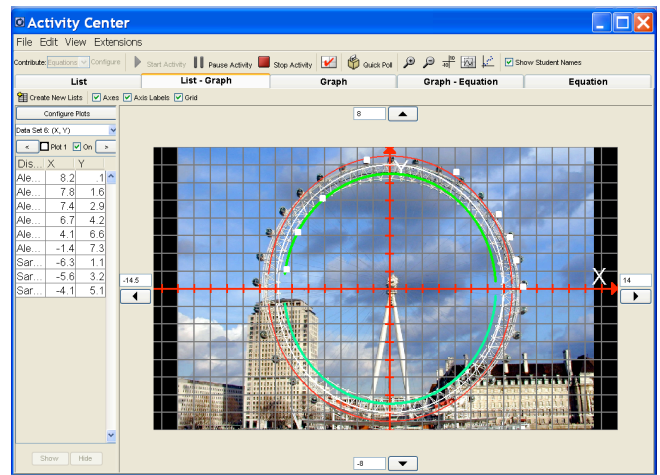 Activity Center
File Edit View Extensions
Contribute: Equations Configure Start Activity Pause Activity Stop Activity Quick Poll Show Student Names
List List - Graph Graph Graph - Equation Equation
Create New Lists Axes Axis Labels Grid
Configure Plots
8
Data Set 6: (X, Y)
< Plot 1 On >
Dis... X Y
Ale... 8.2 .1
Ale... 7.8 1.6
Ale... 7.4 2.9
Ale... 6.7 4.2
Ale... 4.1 6.6
Ale... -1.4 7.3
Sar... -6.3 1.1
Sar... -5.6 3.2
Sar... -4.1 5.1
Y
X
-14.5
14
Show Hide
-8